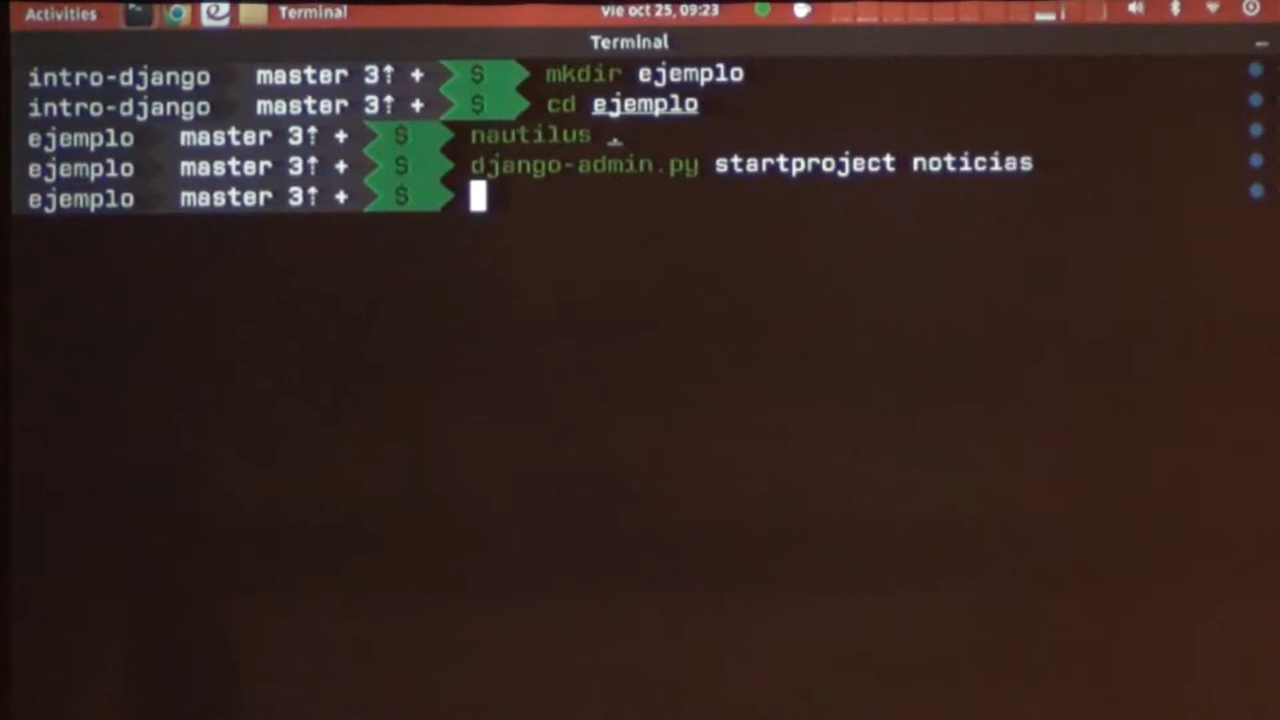 Activities Terminal vie oct 25, 09:23
Terminal
intro-django master 3↑ + $ mkdir ejemplo
intro-django master 3↑ + $ cd ejemplo
ejemplo master 3↑ + $ nautilus .
ejemplo master 3↑ + $ django-admin.py startproject noticias
ejemplo master 3↑ + $